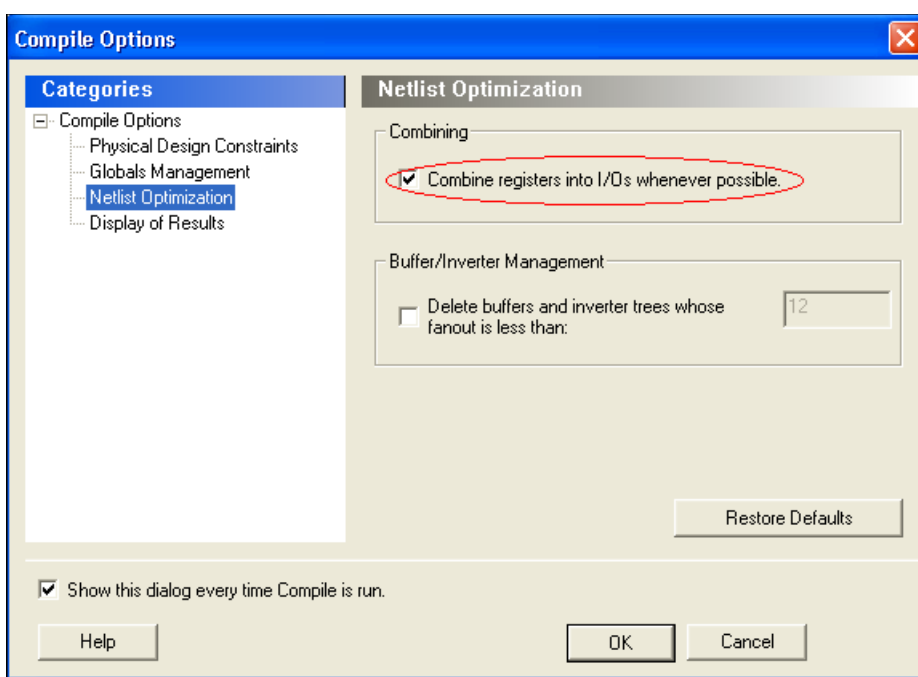 Compile Options
Categories
Compile Options
Physical Design Constraints
Globals Management
Netlist Optimization
Display of Results
Netlist Optimization
Combining
Combine registers into I/Os whenever possible.
Buffer/Inverter Management
Delete buffers and inverter trees whose
fanout is less than:
12
Restore Defaults
Show this dialog every time Compile is run.
Help
OK
Cancel